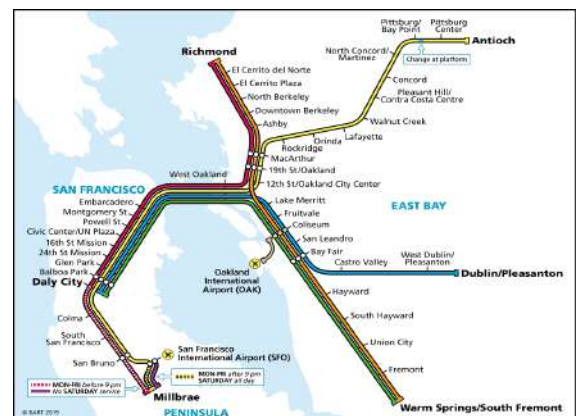 Pittsburg/
Bay Point
Pittsburg
Center
Antioch
Change at platform
North Concord/
Martinez
Concord
Pleasant Hill/
Contra Costa Centre
Walnut Creek
Lafayette
Orinda
Rockridge
Richmond
El Cerrito del Norte
El Cerrito Plaza
North Berkeley
Downtown Berkeley
Ashby
MacArthur
19th St/Oakland
12th St/Oakland City Center
West Oakland
SAN FRANCISCO
Embarcadero
Montgomery St.
Powell St.
Civic Center/UN Plaza
16th St Mission
24th St Mission
Glen Park
Balboa Park
Daly City
Colma
South
San Francisco
San Bruno
San Francisco
International Airport (SFO)
Millbrae
PENINSULA
MON-FRI before 9 pm
No SATURDAY service
MON-FRI after 9 pm
SATURDAY all day
EAST BAY
Lake Merritt
Fruitvale
Coliseum
San Leandro
Bay Fair
Oakland
International
Airport (OAK)
Castro Valley
West Dublin/
Pleasanton
Dublin/Pleasanton
Hayward
South Hayward
Union City
Fremont
Warm Springs/South Fremont
© BART 2019